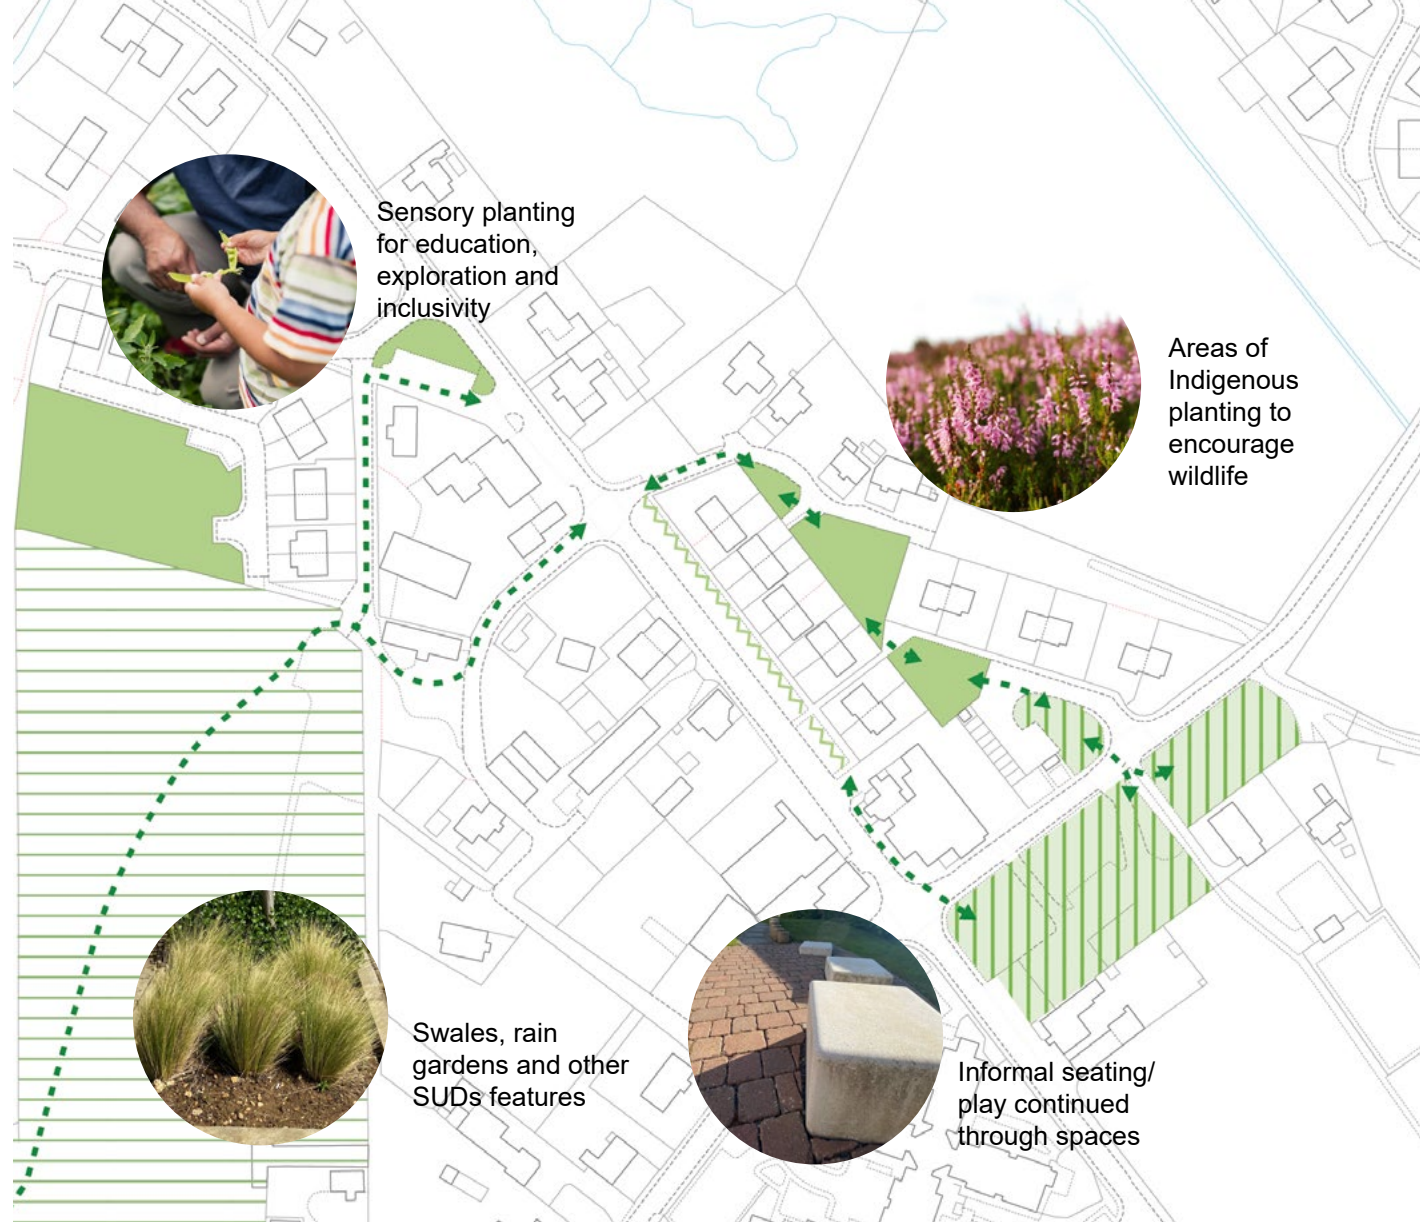 Sensory planting
for education,
exploration and
inclusivity
Areas of
Indigenous
planting to
encourage
wildlife
Swales, rain
gardens and other
SUDs features
Informal seating/
play continued
through spaces